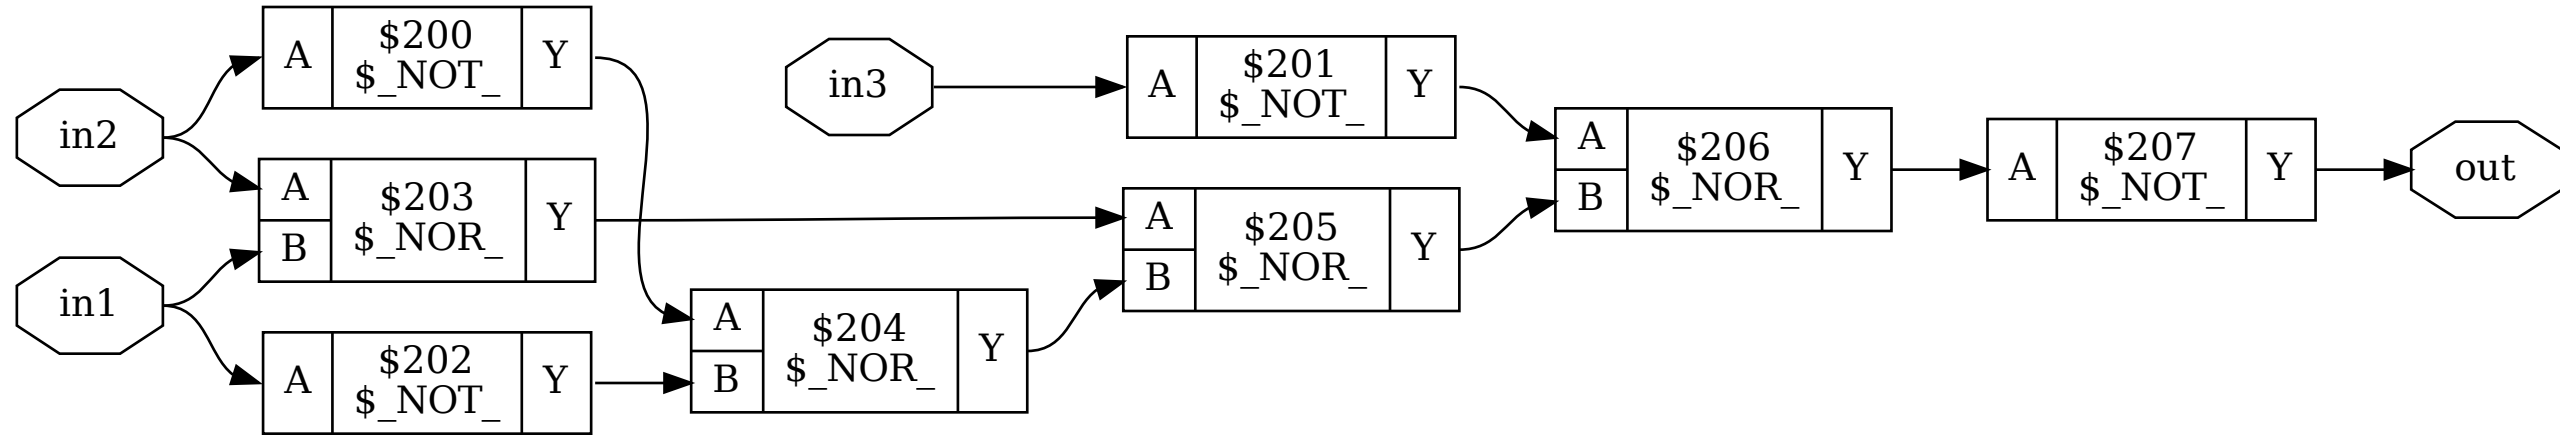 in2
A
$200
$_NOT_
Y
A
B
$203
$_NOR_
Y
in1
A
$202
$_NOT_
Y
A
B
$204
$_NOR_
Y
in3
A
$201
$_NOT_
Y
A
B
$205
$_NOR_
Y
A
B
$206
$_NOR_
Y
A
$207
$_NOT_
Y
out